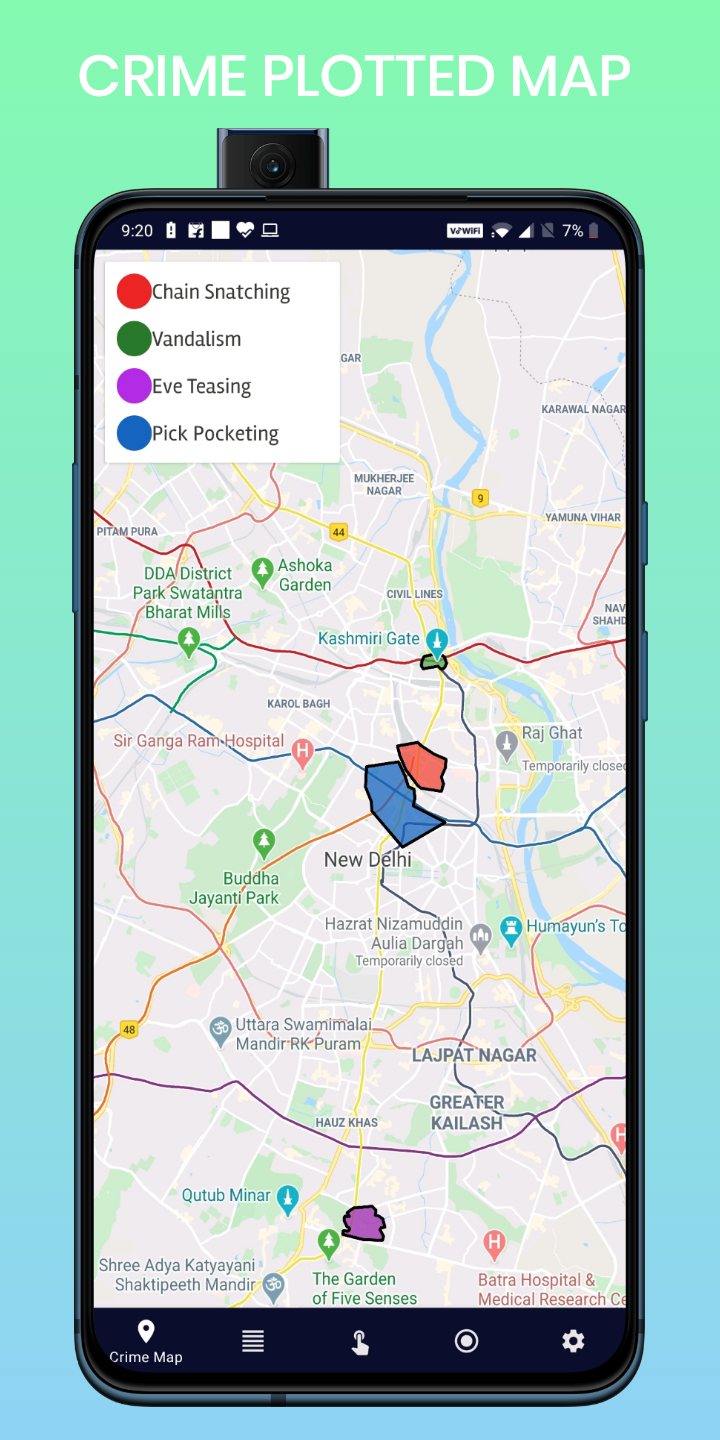 CRIME PLOTTED MAP
9:20
VoWiFi
7%
Chain Snatching
Vandalism
Eve Teasing
Pick Pocketing
GAR
KARAWAL NAGAR
MUKHERJEE
NAGAR
9
PITAM PURA
44
YAMUNA VIHAR
DDA District
Park Swatantra
Bharat Mills
Ashoka
Garden
CIVIL LINES
NAV
SHAHD
Kashmiri Gate
KAROL BAGH
Sir Ganga Ram Hospital
H
Raj Ghat
Temporarily closed
New Delhi
Buddha
Jayanti Park
Hazrat Nizamuddin
Aulia Dargah
Temporarily closed
Humayun's To
48
ॐ
Uttara Swamimalai
Mandir RK Puram
LAJPAT NAGAR
GREATER
KAILASH
HAUZ KHAS
H
Qutub Minar
H
Shree Adya Katyayani
Shaktipeeth Mandir
ॐ
The Garden
of Five Senses
Batra Hospital &
Medical Research Ce
Crime Map